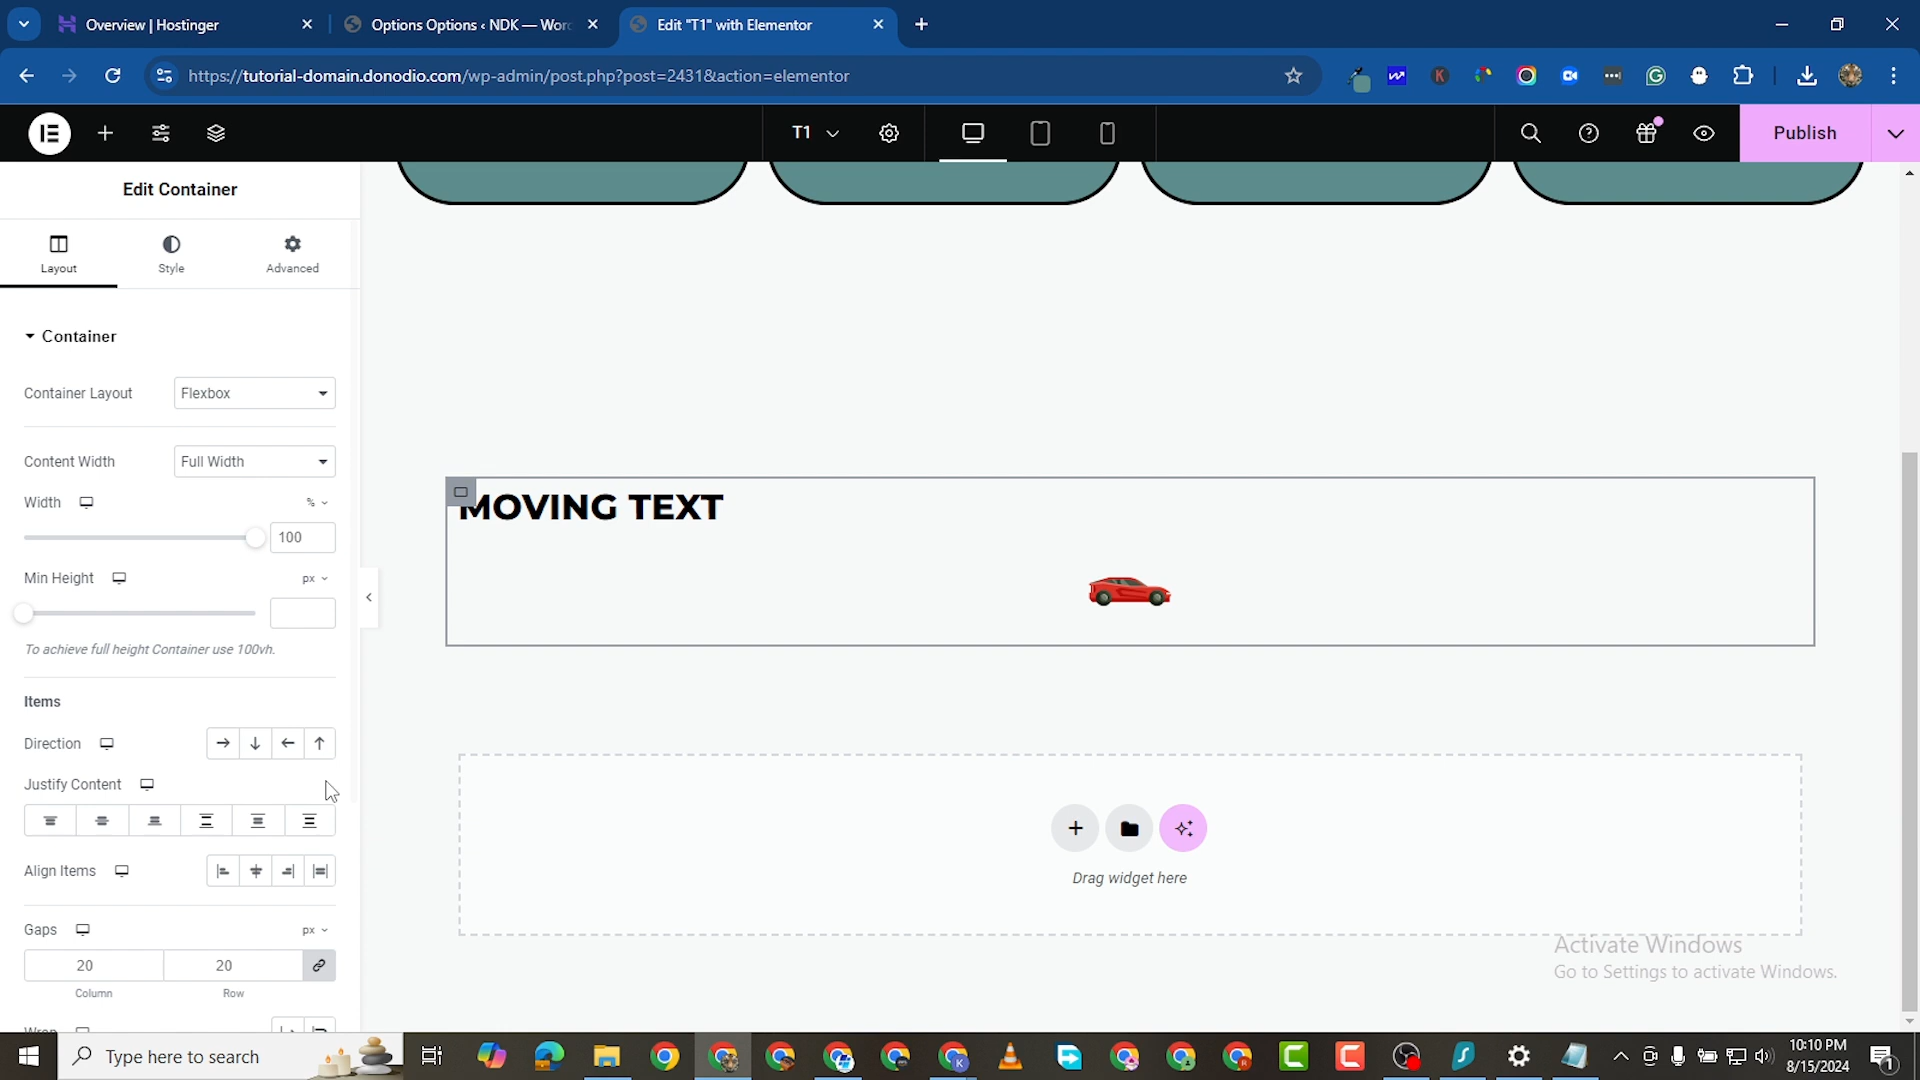 Overview | Hostinger
Options Options ‹ NDK — Word
Edit "T1" with Elementor
https://tutorial-domain.donodio.com/wp-admin/post.php?post=2431&action=elementor
T1
Publish
Edit Container
Layout
Style
Advanced
Container
Container Layout
Flexbox
Content Width
Full Width
Width
%
100
Min Height
px
To achieve full height Container use 100vh.
Items
Direction
Justify Content
Align Items
Gaps
px
20
20
Column
Row
Wrap
MOVING TEXT
Drag widget here
Activate Windows
Go to Settings to activate Windows.
Type here to search
10:10 PM
8/15/2024
1